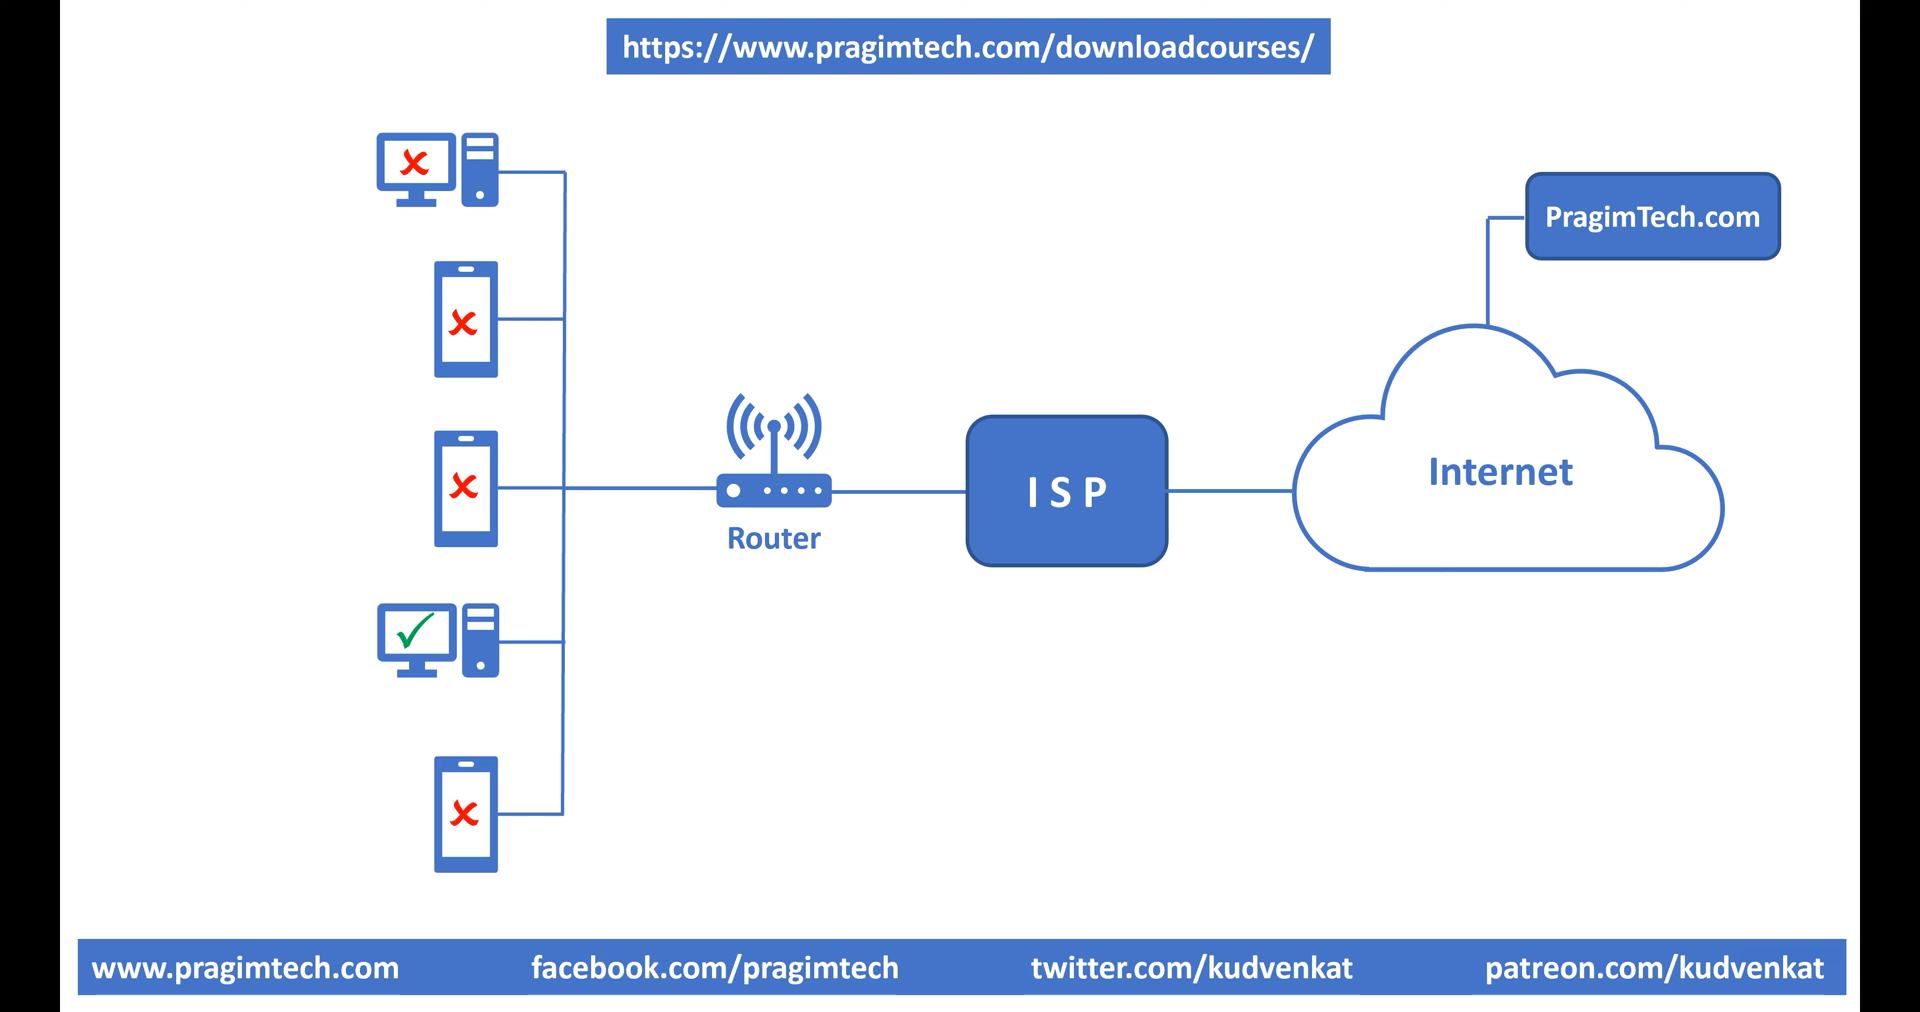 https://www.pragimtech.com/downloadcourses/
PragimTech.com
Internet
I S P
Router
www.pragimtech.com
facebook.com/pragimtech
twitter.com/kudvenkat
patreon.com/kudvenkat